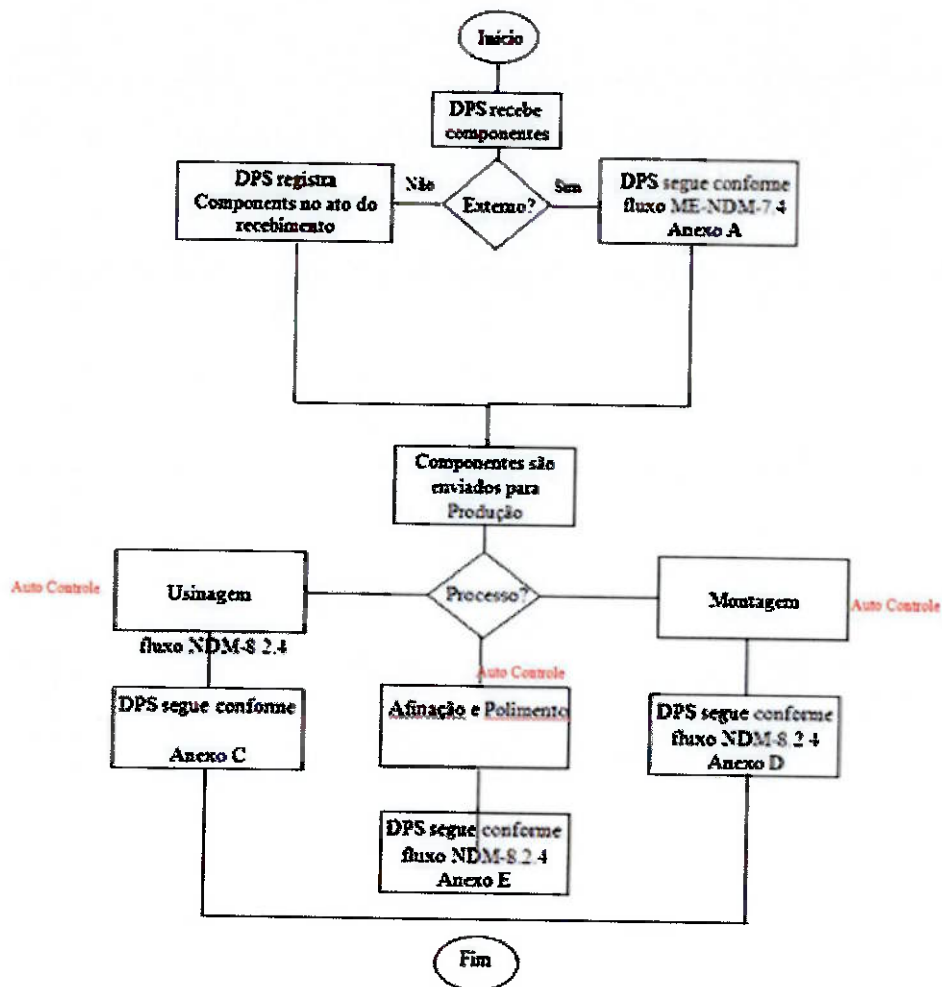 Início
DPS recebe
componentes
DPS registra
Components no ato do
recebimento
Não
Externo?
Sim
DPS segue conforme
fluxo ME-NDM-7.4
Anexo A
Componentes são
enviados para
Produção
Auto Controle
Usinagem
Processo?
Montagem
Auto Controle
fluxo NDM-8.2.4
DPS segue conforme
Anexo C
Auto Controle
Afinação e Polimento
DPS segue conforme
fluxo NDM-8.2.4
Anexo D
DPS segue conforme
fluxo NDM-8.2.4
Anexo E
Fim